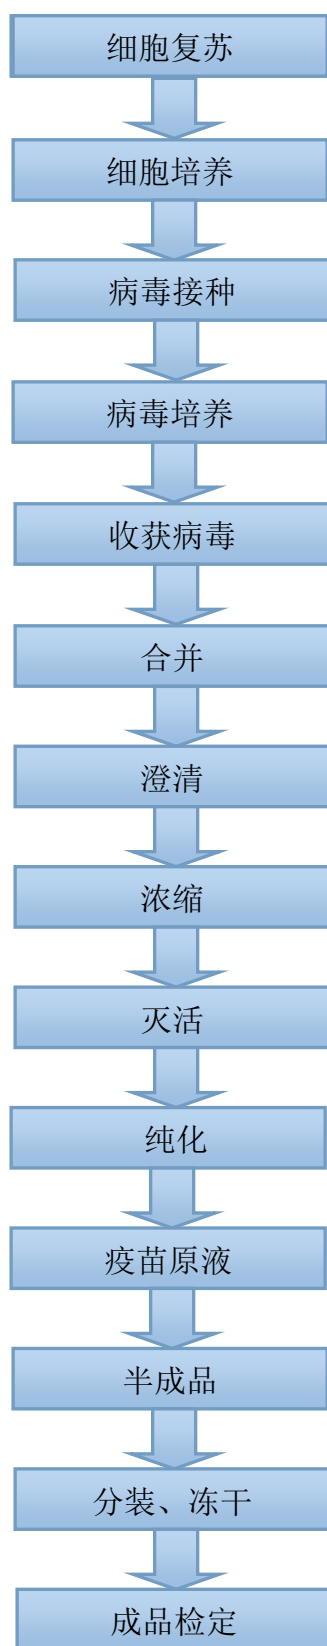 细胞复苏
细胞培养
病毒接种
病毒培养
收获病毒
合并
澄清
浓缩
灭活
纯化
疫苗原液
半成品
分装、冻干
成品检定